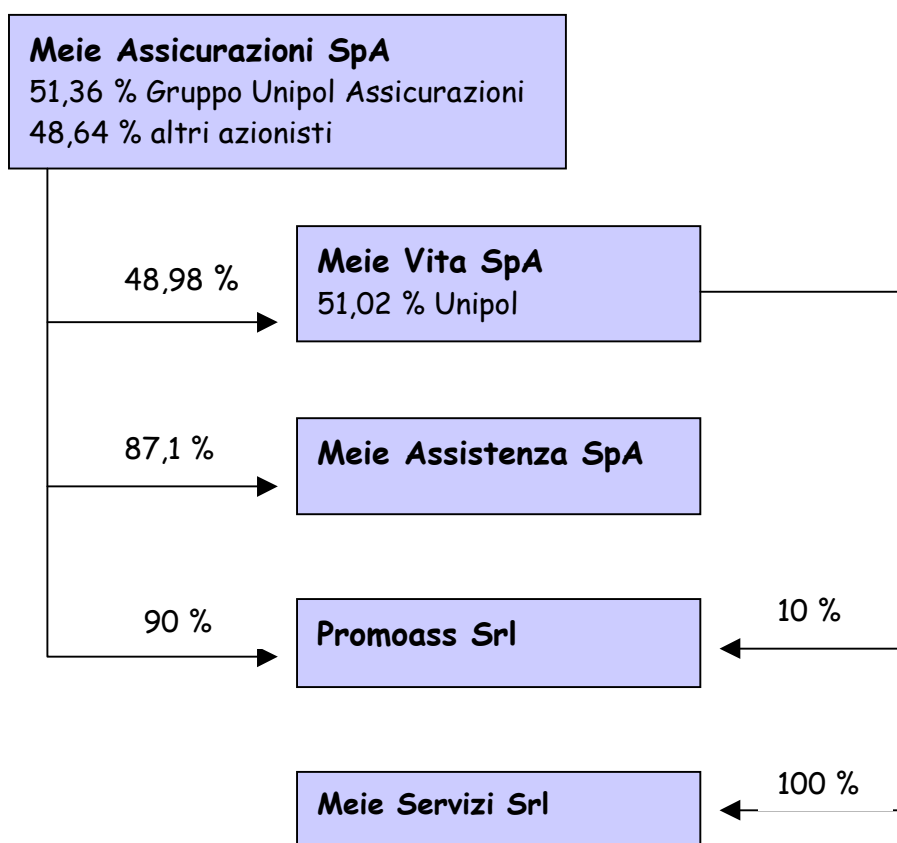 Meie Assicurazioni SpA
51,36 % Gruppo Unipol Assicurazioni
48,64 % altri azionisti
48,98 %
Meie Vita SpA
51,02 % Unipol
87,1 %
Meie Assistenza SpA
90 %
Promoass Srl
10 %
Meie Servizi Srl
100 %